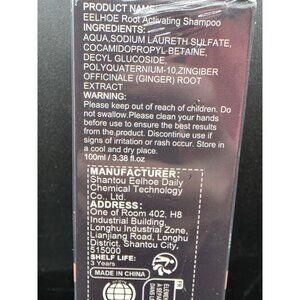 PRODUCT NAME:
EELHOE Root Activating Shampoo
INGREDIENTS:
AQUA,SODIUM LAURETH SULFATE,
COCAMIDOPROPYL BETAINE,
DECYL GLUCOSIDE,
POLYQUATERNIUM-10,ZINGIBER
OFFICINALE (GINGER) ROOT
EXTRACT
WARNING:
Please keep out of reach of children. Do
not swallow.Please clean your hands
before use to ensure the best results
from the product. Discontinue use if
signs of irritation or rash occur. Store in
a cool and dry place.
100ml / 3.38 fl.oz
MANUFACTURER:
Shantou Eelhoe Daily
Chemical Technology
Co., Ltd.
ADDRESS:
One of Room 402, H8
Industrial Building,
Longhu Industrial Zone,
Lianjiang Road, Longhu
District, Shantou City,
515000
SHELF LIFE:
3 Years
MADE IN CHINA